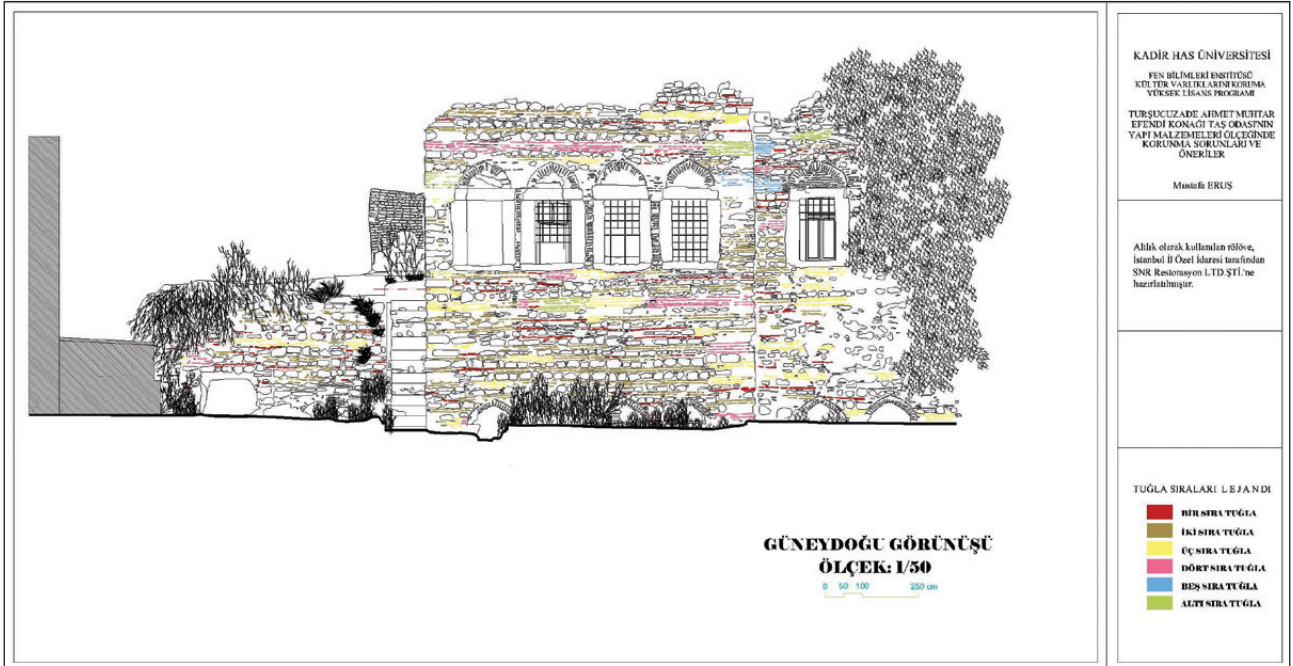 KADİR HAS ÜNİVERSİTESİ
FEN BİLİMLERİ ENSTİTÜSÜ
KÜLTÜR VARLIKLARINI KORUMA
YÜKSEK LİSANS PROGRAMI
TURŞUCUZADE AHMET MUHTAR
EFENDİ KONAĞI TAŞ ODASININ
YAPI MALZEMELERİ ÖLÇEĞİNDE
KORUNMA SORUNLARI VE
ÖNERİLER
Mustafa ERUŞ
Altlık olarak kullanılan rölöve,
İstanbul İl Özel İdaresi tarafından
SNR Restorasyon LTD.ŞTİ.'ne
hazırlatılmıştır.
TUĞLA SIRALARI LEJANDI
BİR SIRA TUĞLA
İKİ SIRA TUĞLA
ÜÇ SIRA TUĞLA
DÖRT SIRA TUĞLA
BEŞ SIRA TUĞLA
ALTI SIRA TUĞLA
GÜNEYDOĞU GÖRÜNÜŞÜ
ÖLÇEK: 1/50
0 50 100 250 cm